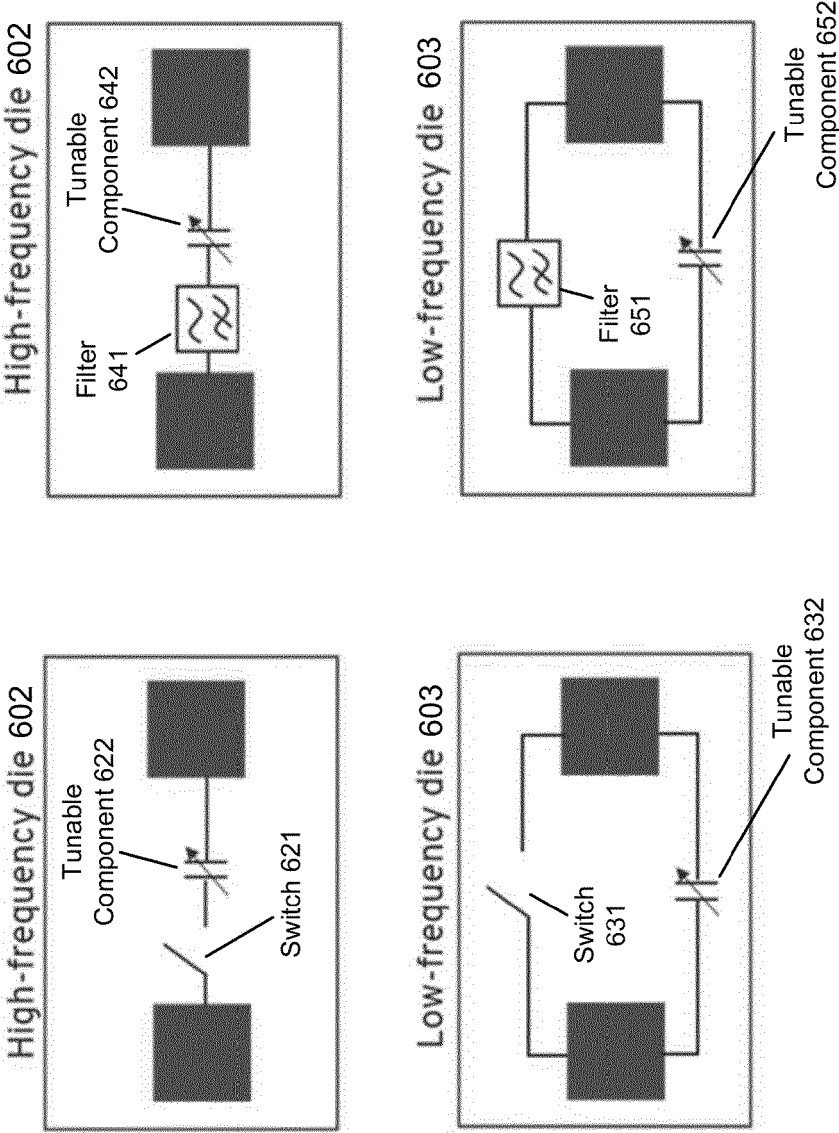 High-frequency die 602
Tunable
Component 622
Switch 621
Low-frequency die 603
Switch
631
Tunable
Component 632
High-frequency die 602
Tunable
Component 642
Filter
641
Low-frequency die 603
Filter
651
Tunable
Component 652